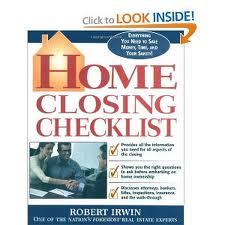 Click to LOOK INSIDE!
EVERYTHING
YOU NEED TO SAVE
MONEY, TIME, AND
YOUR SANITY!
HOME
CLOSING
CHECKLIST
Provides all the information
you need for all aspects of
the closing
Shows you the right questions
to ask before embarking on
home ownership
Discusses attorneys, bankers,
titles, inspections, insurance,
and the walk-through
ROBERT IRWIN
ONE OF THE NATION'S FOREMOST REAL ESTATE EXPERTS